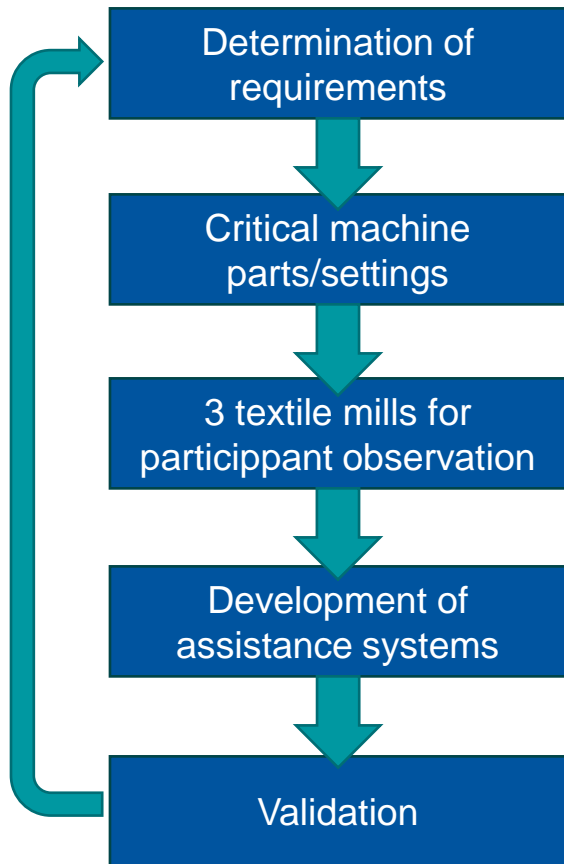 Determination of
requirements
Critical machine
parts/settings
3 textile mills for
particippant observation
Development of
assistance systems
Validation